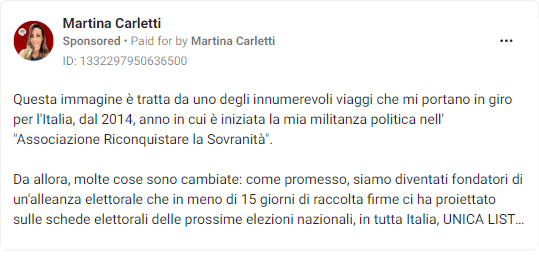 Martina Carletti
Sponsored • Paid for by Martina Carletti
ID: 1332297950636500
Questa immagine è tratta da uno degli innumerevoli viaggi che mi portano in giro
per l'Italia, dal 2014, anno in cui è iniziata la mia militanza politica nell'
"Associazione Riconquistare la Sovranità".
Da allora, molte cose sono cambiate: come promesso, siamo diventati fondatori di
un'alleanza elettorale che in meno di 15 giorni di raccolta firme ci ha proiettato
sulle schede elettorali delle prossime elezioni nazionali, in tutta Italia, UNICA LIST...